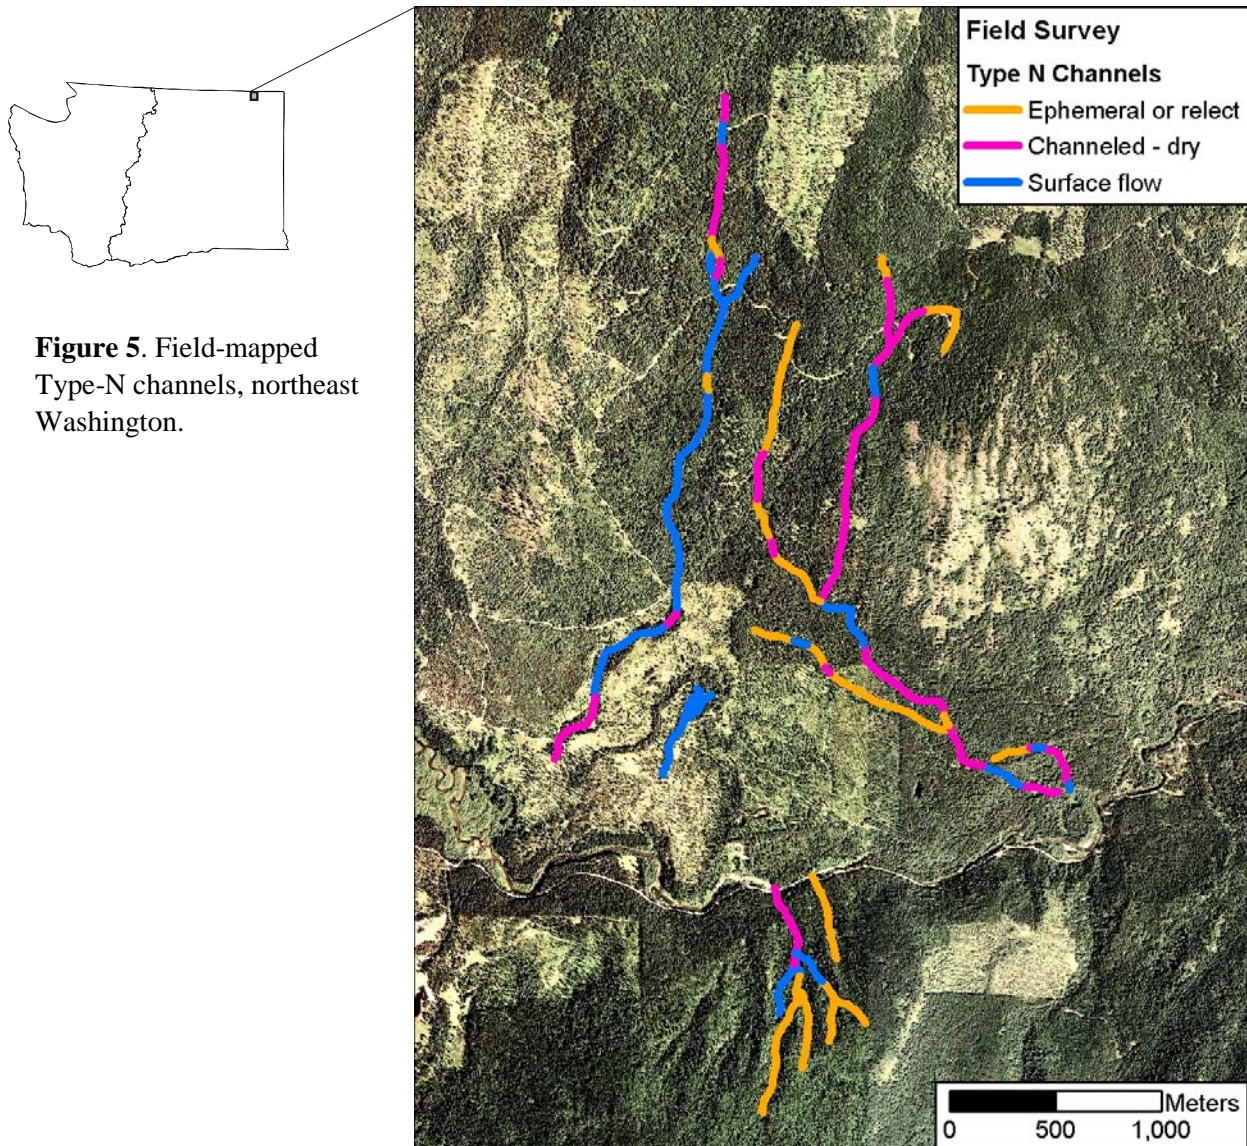 Field Survey
Type N Channels
Ephemeral or relect
Channeled - dry
Surface flow
Figure 5. Field-mapped
Type-N channels, northeast
Washington.
Meters
0 500 1,000